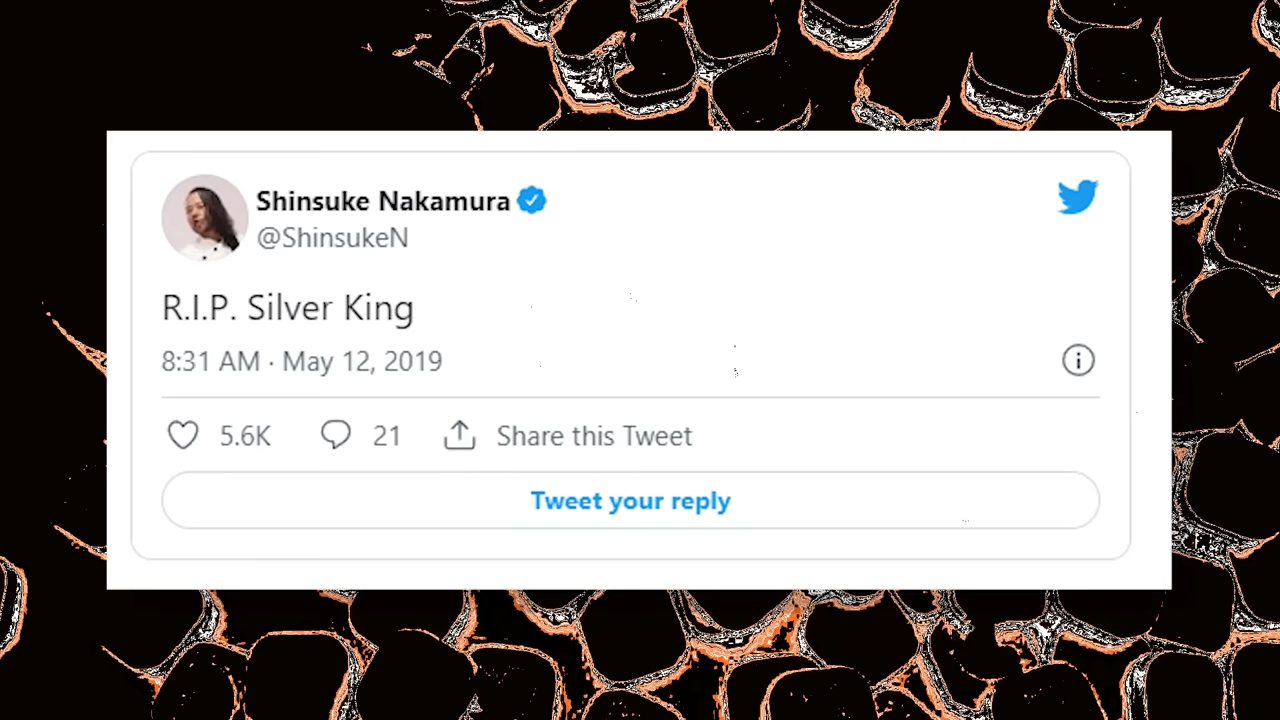 Shinsuke Nakamura
@ShinsukeN
R.I.P. Silver King
8:31 AM · May 12, 2019
5.6K 21 Share this Tweet
Tweet your reply